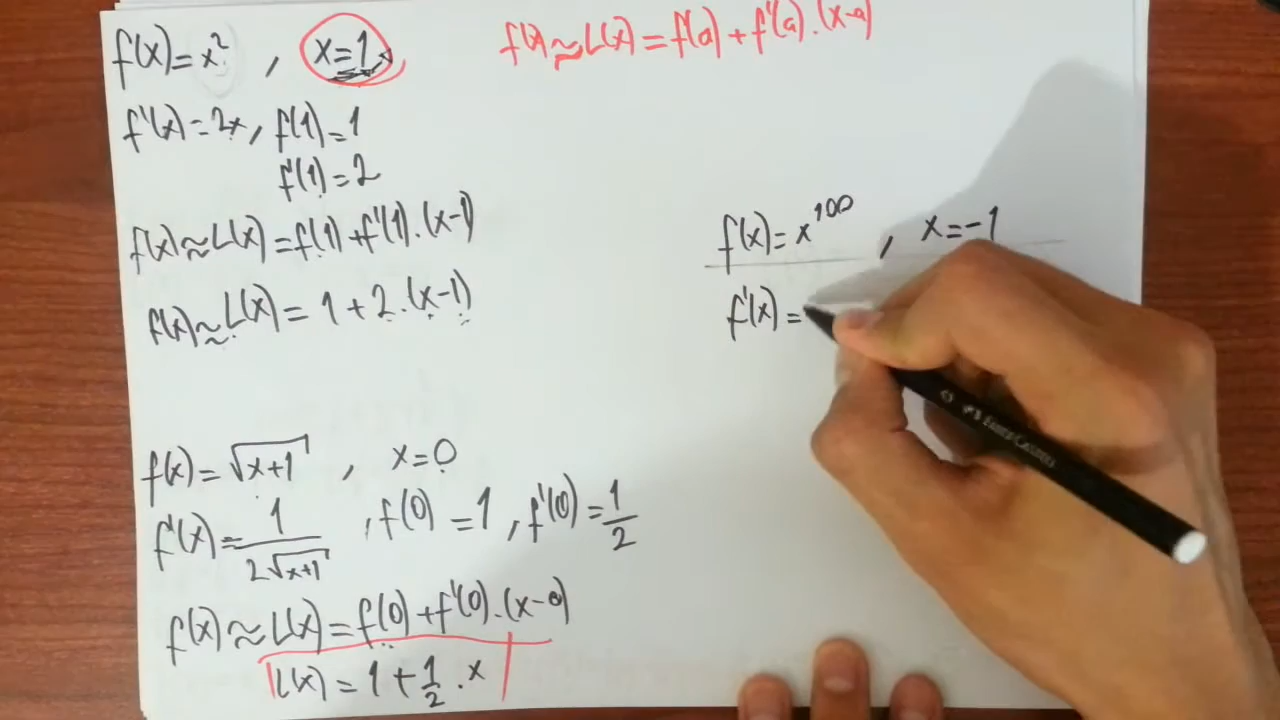 f(x) = x² , x=1
f(x) ≈ L(x) = f(a) + f'(a) . (x-a)
f'(x) = 2x , f(1) = 1
f'(1) = 2
f(x) ≈ L(x) = f(1) + f'(1) . (x-1)
f(x) ≈ L(x) = 1 + 2 . (x-1)
f(x) = √(x+1) , x=0
f'(x) = 1/(2√(x+1)) , f(0) = 1 , f'(0) = 1/2
f(x) ≈ L(x) = f(0) + f'(0) . (x-0)
L(x) = 1 + 1/2 . x
f(x) = x¹⁰⁰ , x = -1
f'(x) =